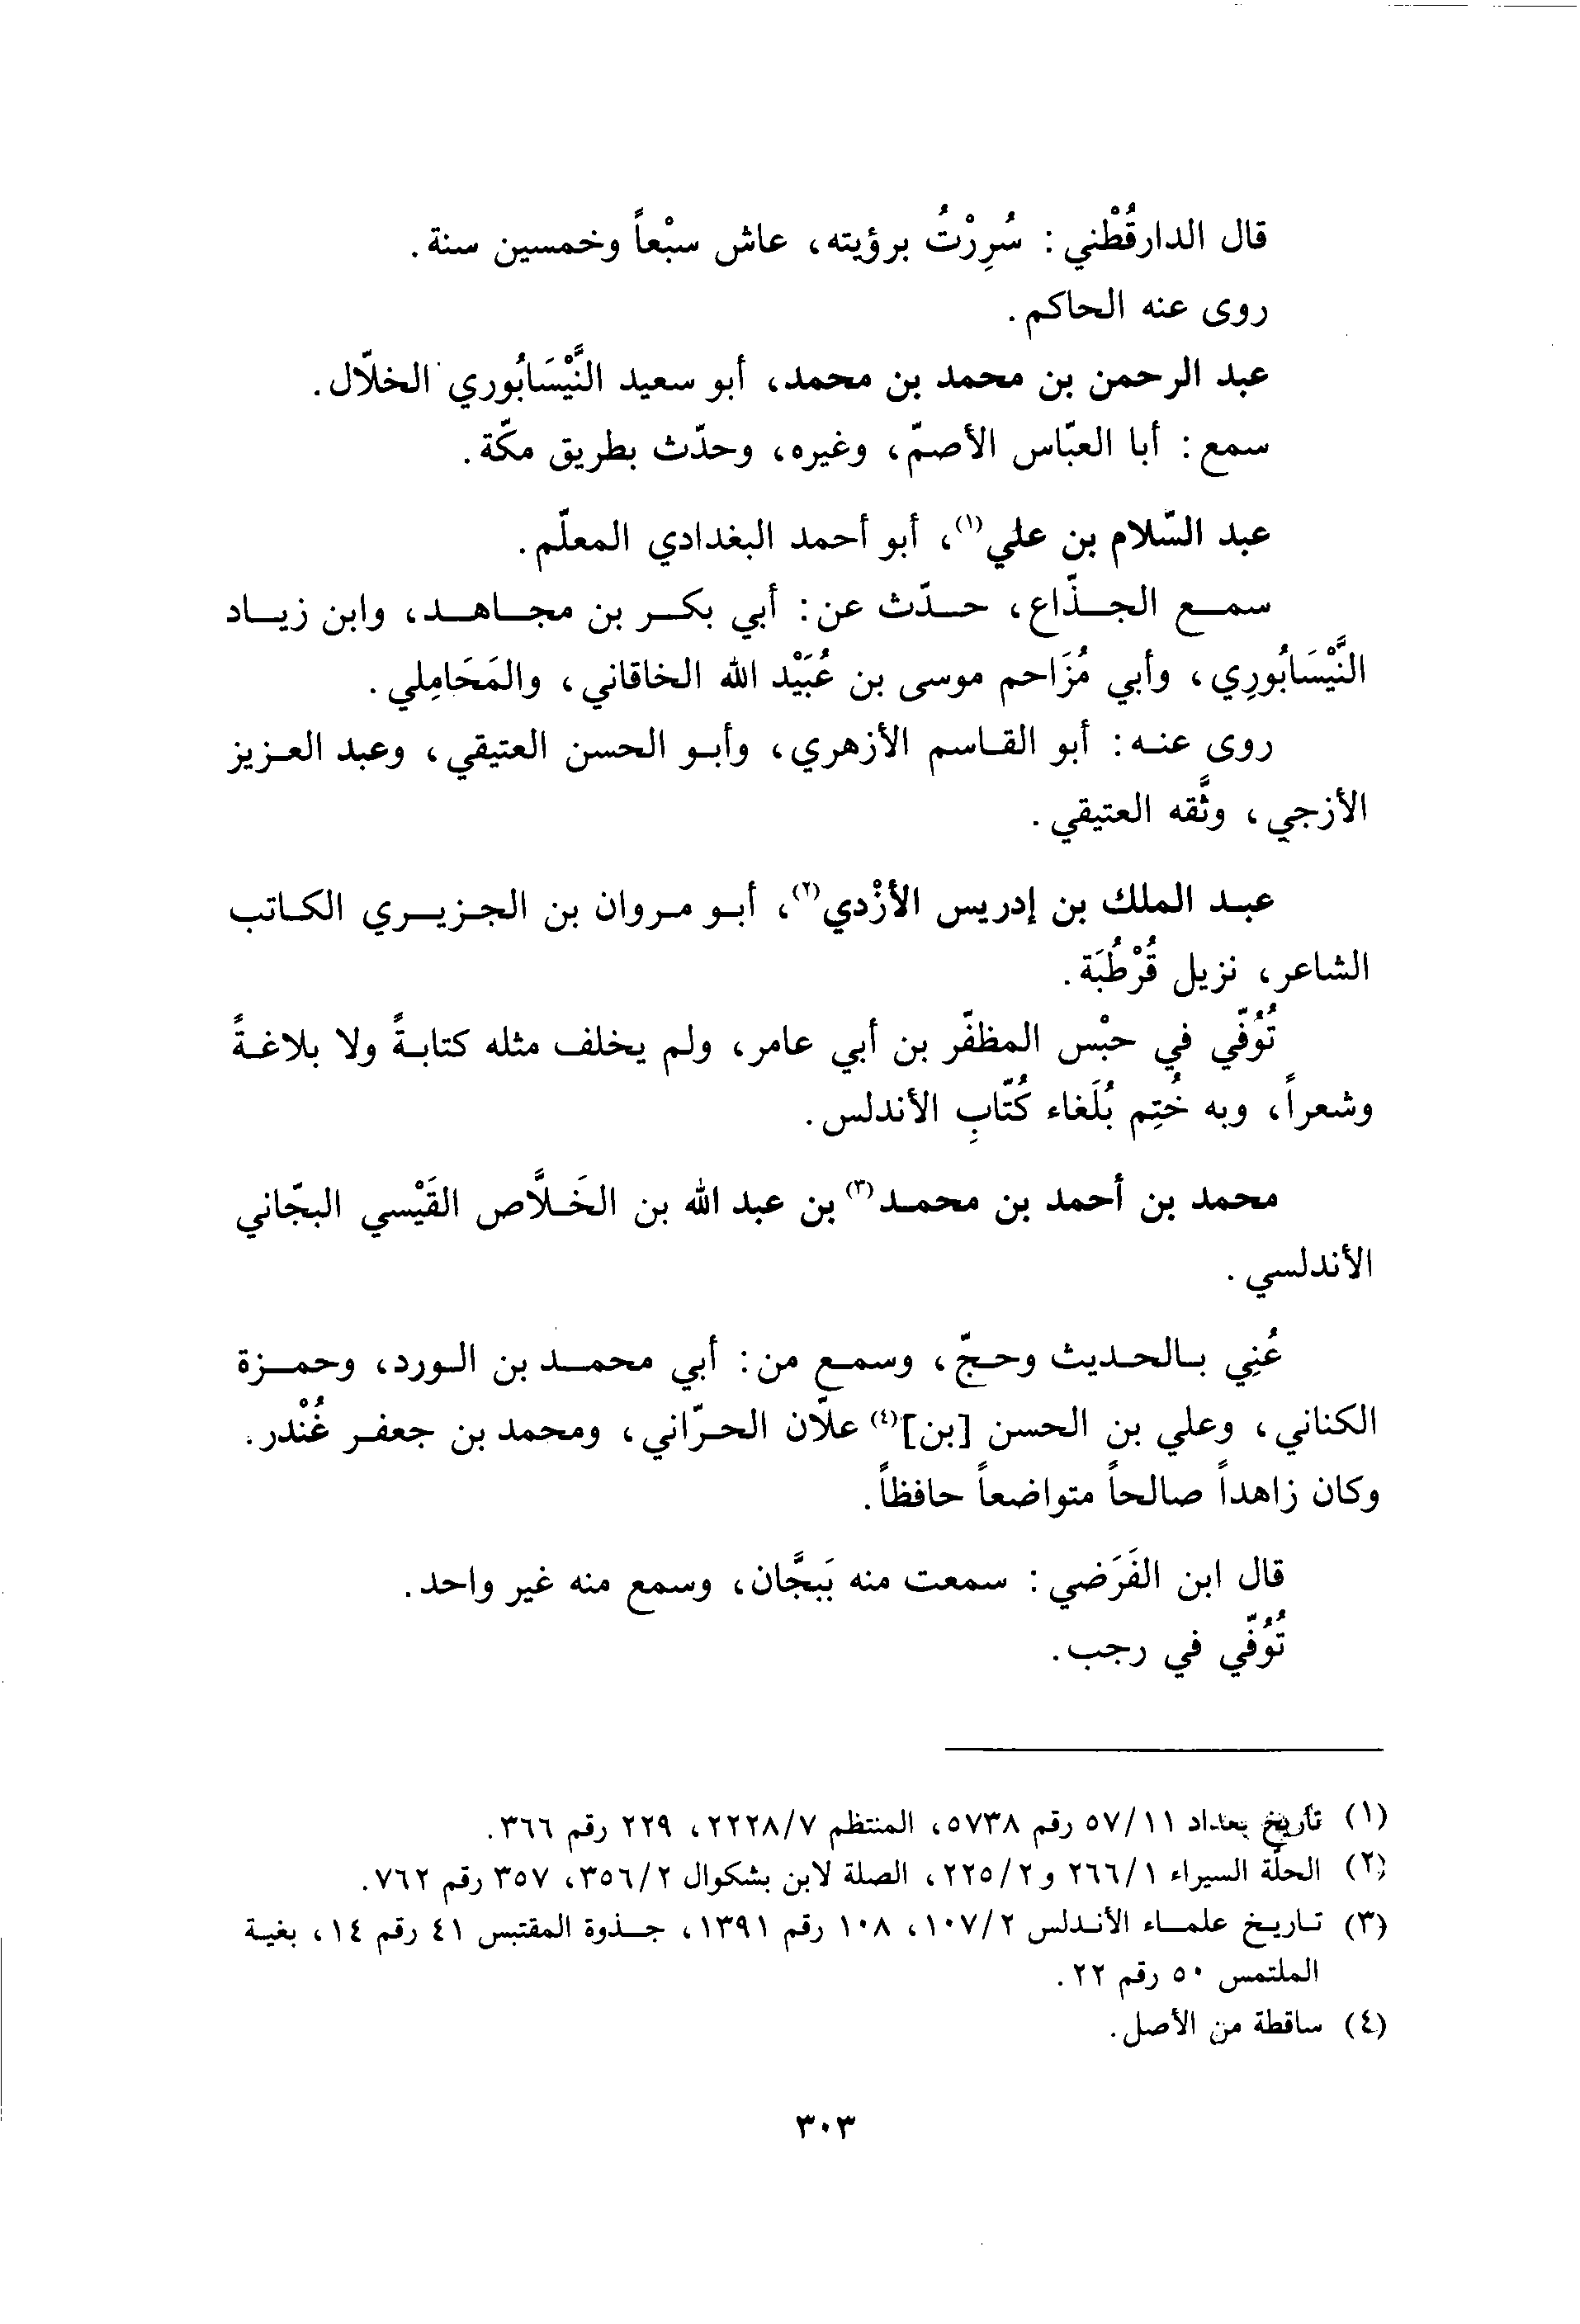 قال الدارقُطْني: سُرِرْتُ برؤيته، عاش سبْعاً وخمسين سنة.
روى عنه الحاكم.
عبد الرحمن بن محمد بن محمد، أبو سعيد النَّيْسَابُوري الخلّال.
سمع: أبا العبّاس الأصمّ، وغيره، وحدّث بطريق مكّة.
عبد السّلام بن علي(١)، أبو أحمد البغدادي المعلّم.
سمع الجذّاع، حدّث عن: أبي بكر بن مجاهد، وابن زياد
النَّيْسَابُورِي، وأبي مُزَاحم موسى بن عُبَيْد الله الخاقاني، والمَحَامِلي.
روى عنه: أبو القاسم الأزهري، وأبو الحسن العتيقي، وعبد العزيز
الأزجي، وثَّقه العتيقي.
عبد الملك بن إدريس الأزْدي(٢)، أبو مروان بن الجزيري الكاتب
الشاعر، نزيل قُرْطُبَة.
تُوُفّي في حبْس المظفّر بن أبي عامر، ولم يخلف مثله كتابةً ولا بلاغةً
وشعراً، وبه خُتِم بُلَغاء كُتّابِ الأندلس.
محمد بن أحمد بن محمد(٣) بن عبد الله بن الخَلَّاص القَيْسي البجّاني
الأندلسي.
عُنِي بالحديث وحجّ، وسمع من: أبي محمد بن الورد، وحمزة
الكناني، وعلي بن الحسن [بن](٤) علّان الحرّاني، ومحمد بن جعفر غُنْدر.
وكان زاهداً صالحاً متواضعاً حافظاً.
قال ابن الفَرَضي: سمعت منه بَبجَّان، وسمع منه غير واحد.
تُوُفّي في رجب.
(١) تاريخ بغداد ٥٧/١١ رقم ٥٧٣٨، المنتظم ٢٢٢٨/٧، ٢٢٩ رقم ٣٦٦.
(٢) الحلّة السيراء ٢٦٦/١ و٢٢٥/٢، الصلة لابن بشكوال ٣٥٦/٢، ٣٥٧ رقم ٧٦٢.
(٣) تاريخ علماء الأندلس ١٠٧/٢، ١٠٨ رقم ١٣٩١، جذوة المقتبس ٤١ رقم ١٤، بغية
الملتمس ٥٠ رقم ٢٢.
(٤) ساقطة من الأصل.
٣٠٣